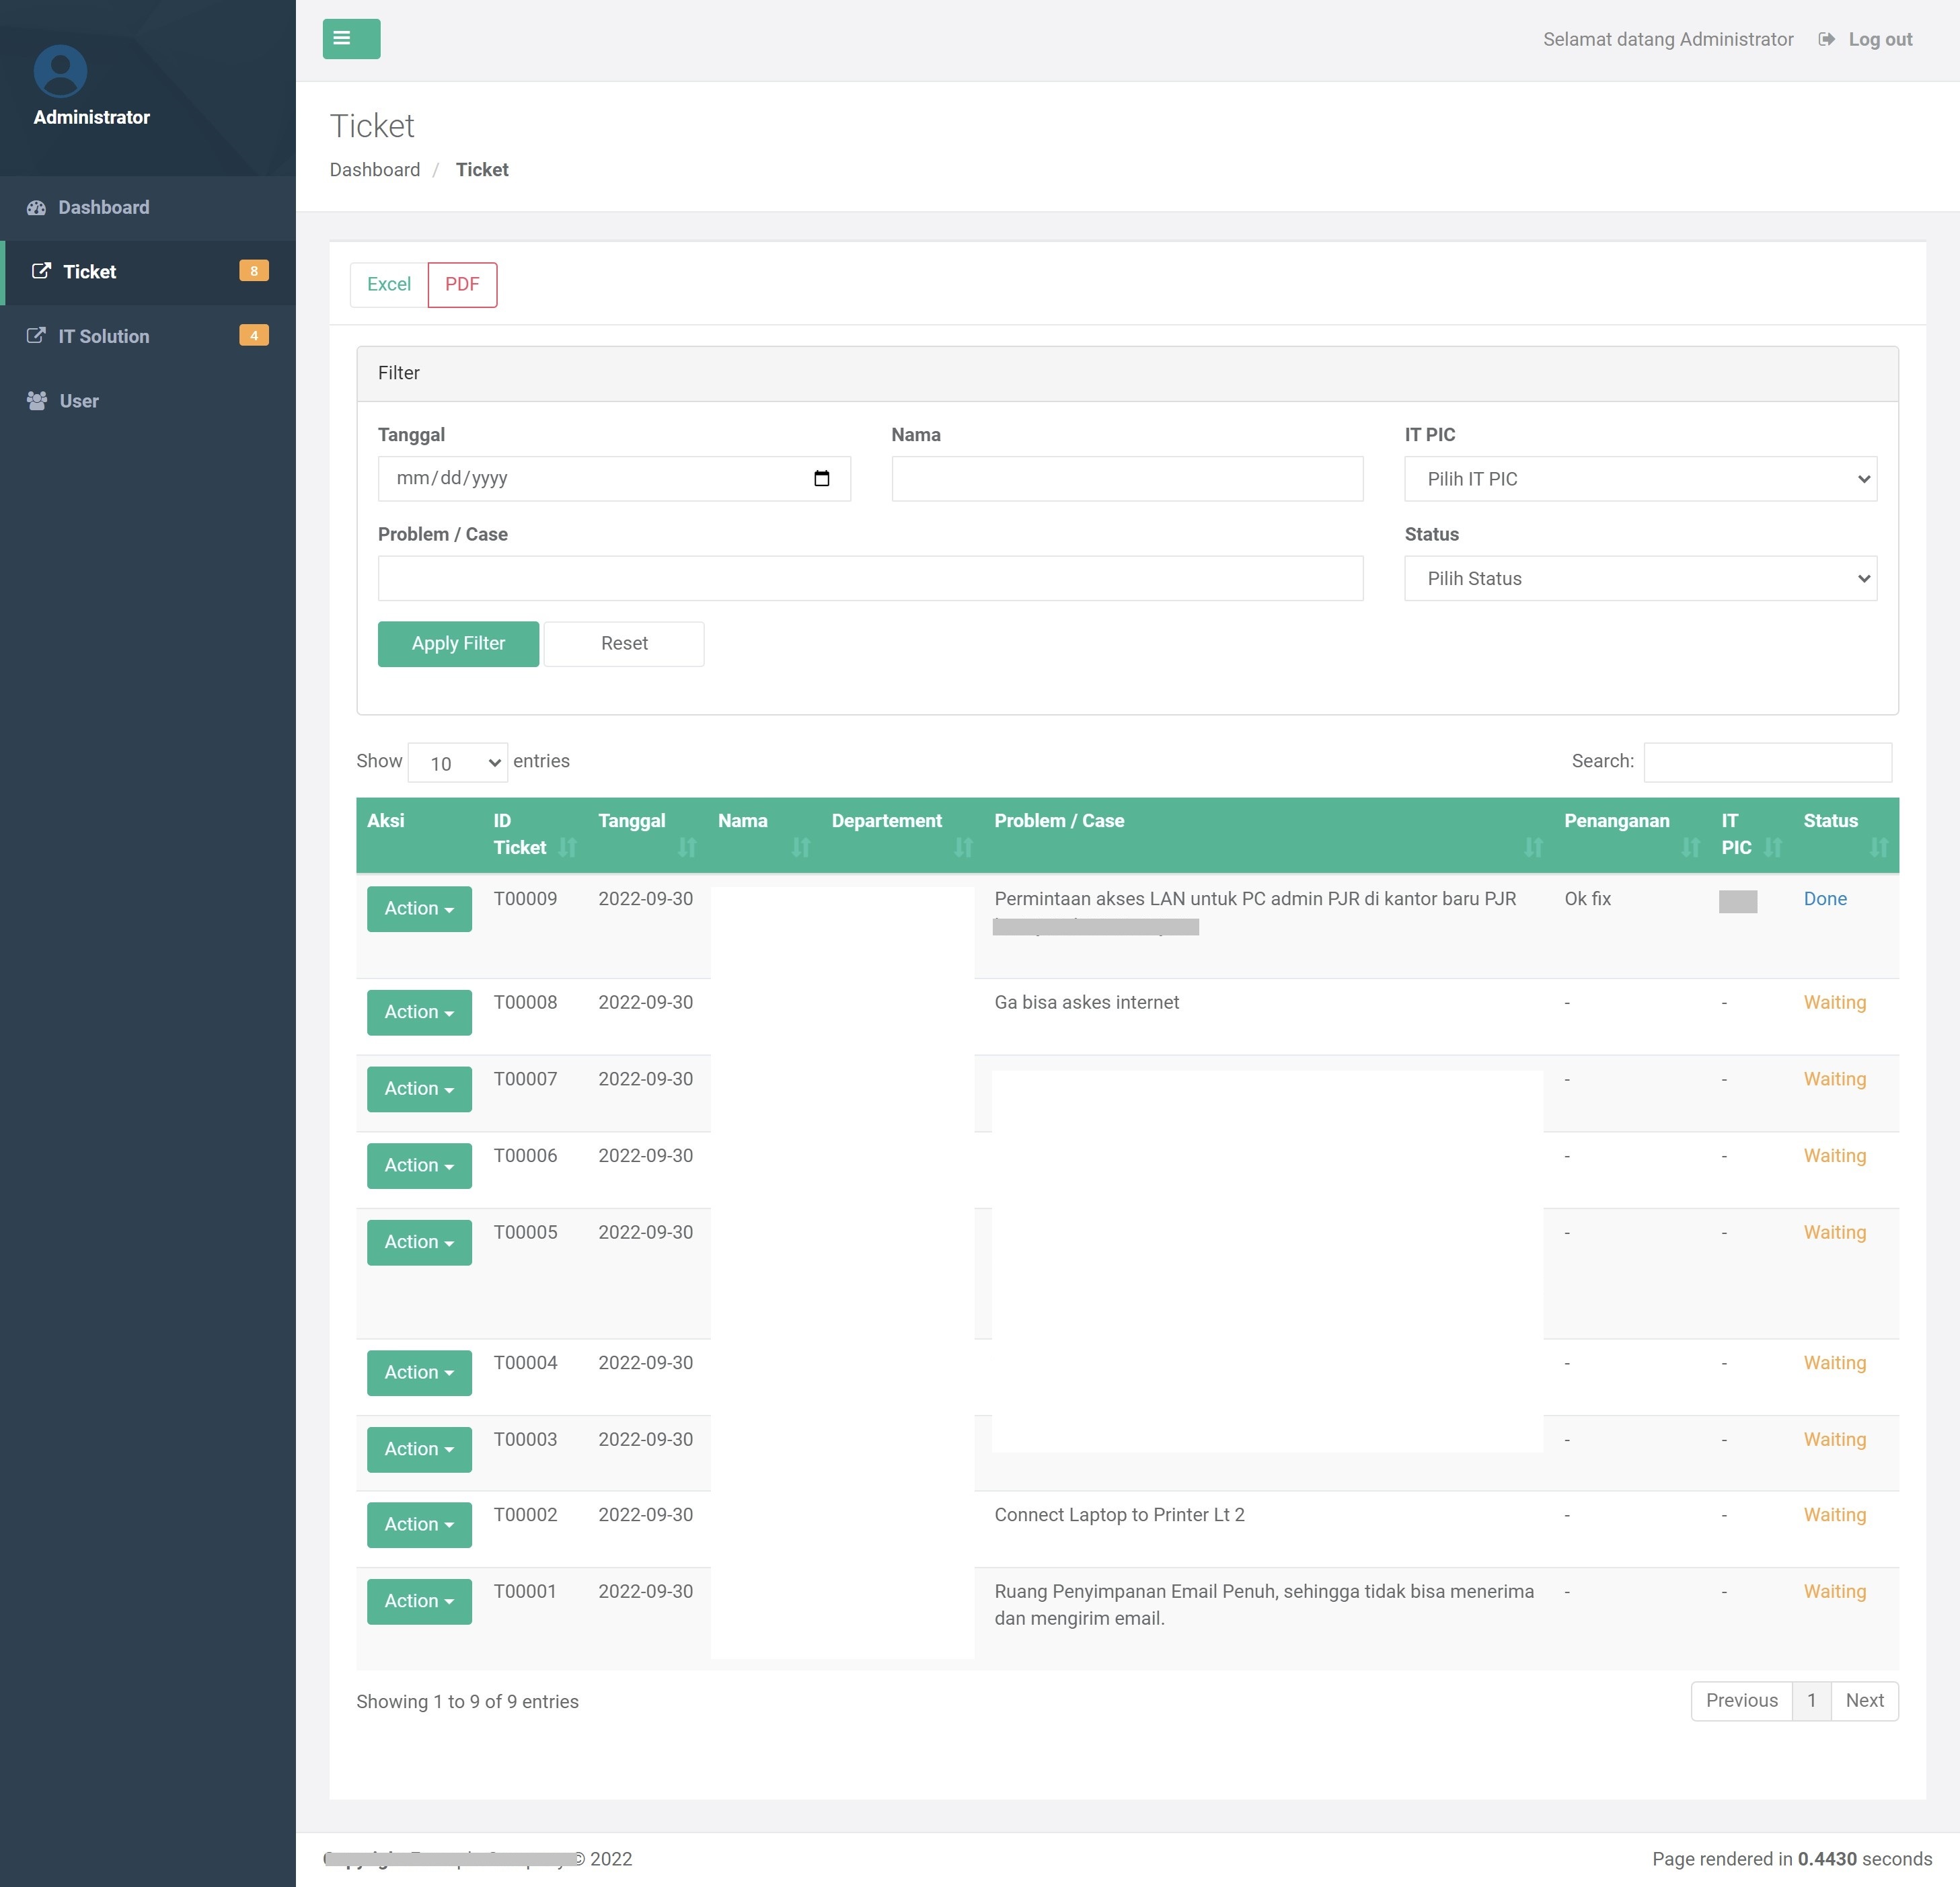 Selamat datang Administrator Log out
Administrator
Dashboard
Ticket 8
IT Solution 4
User
Ticket
Dashboard / Ticket
Excel PDF
Filter
Tanggal Nama IT PIC
mm/dd/yyyy Pilih IT PIC
Problem / Case Status
Pilih Status
Apply Filter Reset
Show 10 entries Search:
Aksi ID Ticket Tanggal Nama Departement Problem / Case Penanganan IT PIC Status
Action T00009 2022-09-30 Permintaan akses LAN untuk PC admin PJR di kantor baru PJR Ok fix Done
Action T00008 2022-09-30 Ga bisa askes internet - - Waiting
Action T00007 2022-09-30 - - Waiting
Action T00006 2022-09-30 - - Waiting
Action T00005 2022-09-30 - - Waiting
Action T00004 2022-09-30 - - Waiting
Action T00003 2022-09-30 - - Waiting
Action T00002 2022-09-30 Connect Laptop to Printer Lt 2 - - Waiting
Action T00001 2022-09-30 Ruang Penyimpanan Email Penuh, sehingga tidak bisa menerima - - Waiting
dan mengirim email.
Showing 1 to 9 of 9 entries Previous 1 Next
© 2022 Page rendered in 0.4430 seconds